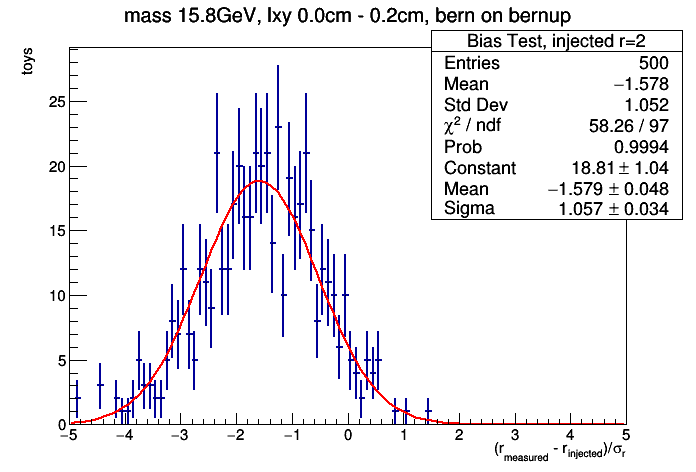 mass 15.8GeV, lxy 0.0cm - 0.2cm, bern on bernup
Bias Test, injected r=2
Entries 500
Mean −1.578
Std Dev 1.052
χ² / ndf 58.26 / 97
Prob 0.9994
Constant 18.81 ± 1.04
Mean −1.579 ± 0.048
Sigma 1.057 ± 0.034
toys
25
20
15
10
5
0
−5 −4 −3 −2 −1 0 1 2 3 4 5
(r_measured - r_injected)/σ_r